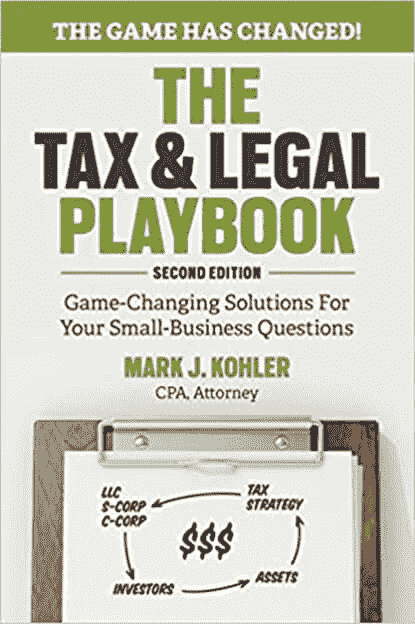 THE GAME HAS CHANGED!
THE
TAX & LEGAL
PLAYBOOK
SECOND EDITION
Game-Changing Solutions For
Your Small-Business Questions
MARK J. KOHLER
CPA, Attorney
LLC
S-CORP
C-CORP
TAX
STRATEGY
$$$
INVESTORS
ASSETS